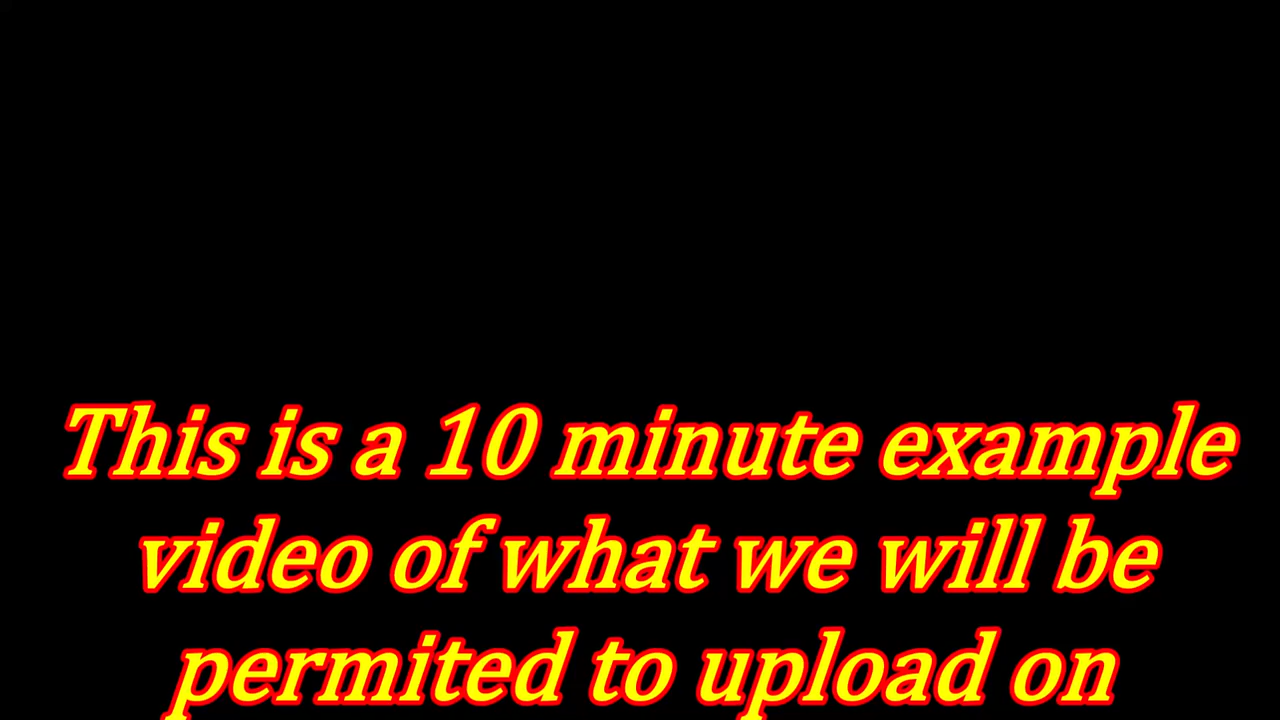 This is a 10 minute example
video of what we will be
permited to upload on